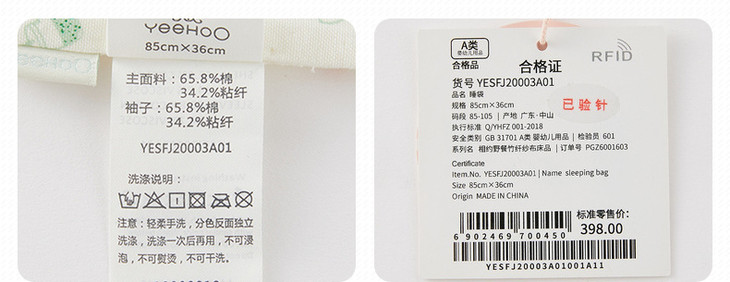 YeeHoO
85cm×36cm
主面料：65.8%棉
34.2%粘纤
袖子：65.8%棉
34.2%粘纤
YESFJ20003A01
洗涤说明：
注意：轻柔手洗，分色反面独立
洗涤，洗涤一次后再用，不可浸
泡，不可熨烫，不可干洗。
A类
婴幼儿用品
合格品
合格证
RFID
货号 YESFJ20003A01
品名 睡袋
规格 85cm×36cm
已验针
码段 85-105 | 产地 广东·中山
执行标准 Q/YHFZ 001-2018
安全类别 GB 31701 A类 婴幼儿用品 | 检验员 601
系列名 相约野餐竹纤纱布床品 | 订单号 PGZ6001603
Certificate
Item.No. YESFJ20003A01 | Name sleeping bag
Size 85cm×36cm
Origin MADE IN CHINA
标准零售价：
398.00
6 902469 700450
YESFJ20003A01001A11